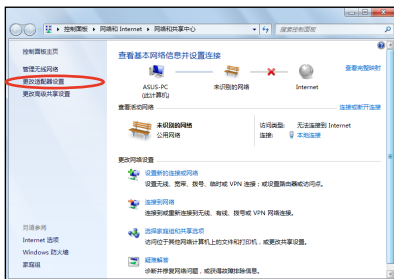 控制面板 ▸ 网络和 Internet ▸ 网络和共享中心
搜索控制面板
控制面板主页
管理无线网络
更改适配器设置
更改高级共享设置
查看基本网络信息并设置连接
查看完整映射
ASUS-PC
(此计算机)
未识别的网络
Internet
查看活动网络
连接或断开连接
未识别的网络
公用网络
访问类型: 无法连接到 Internet
连接: 本地连接
更改网络设置
设置新的连接或网络
设置无线、宽带、拨号、临时或 VPN 连接；或设置路由器或访问点。
连接到网络
连接到或重新连接到无线、有线、拨号或 VPN 网络连接。
选择家庭组和共享选项
访问位于其他网络计算机上的文件和打印机，或更改共享设置。
疑难解答
诊断并修复网络问题，或获得故障排除信息。
另请参阅
Internet 选项
Windows 防火墙
家庭组